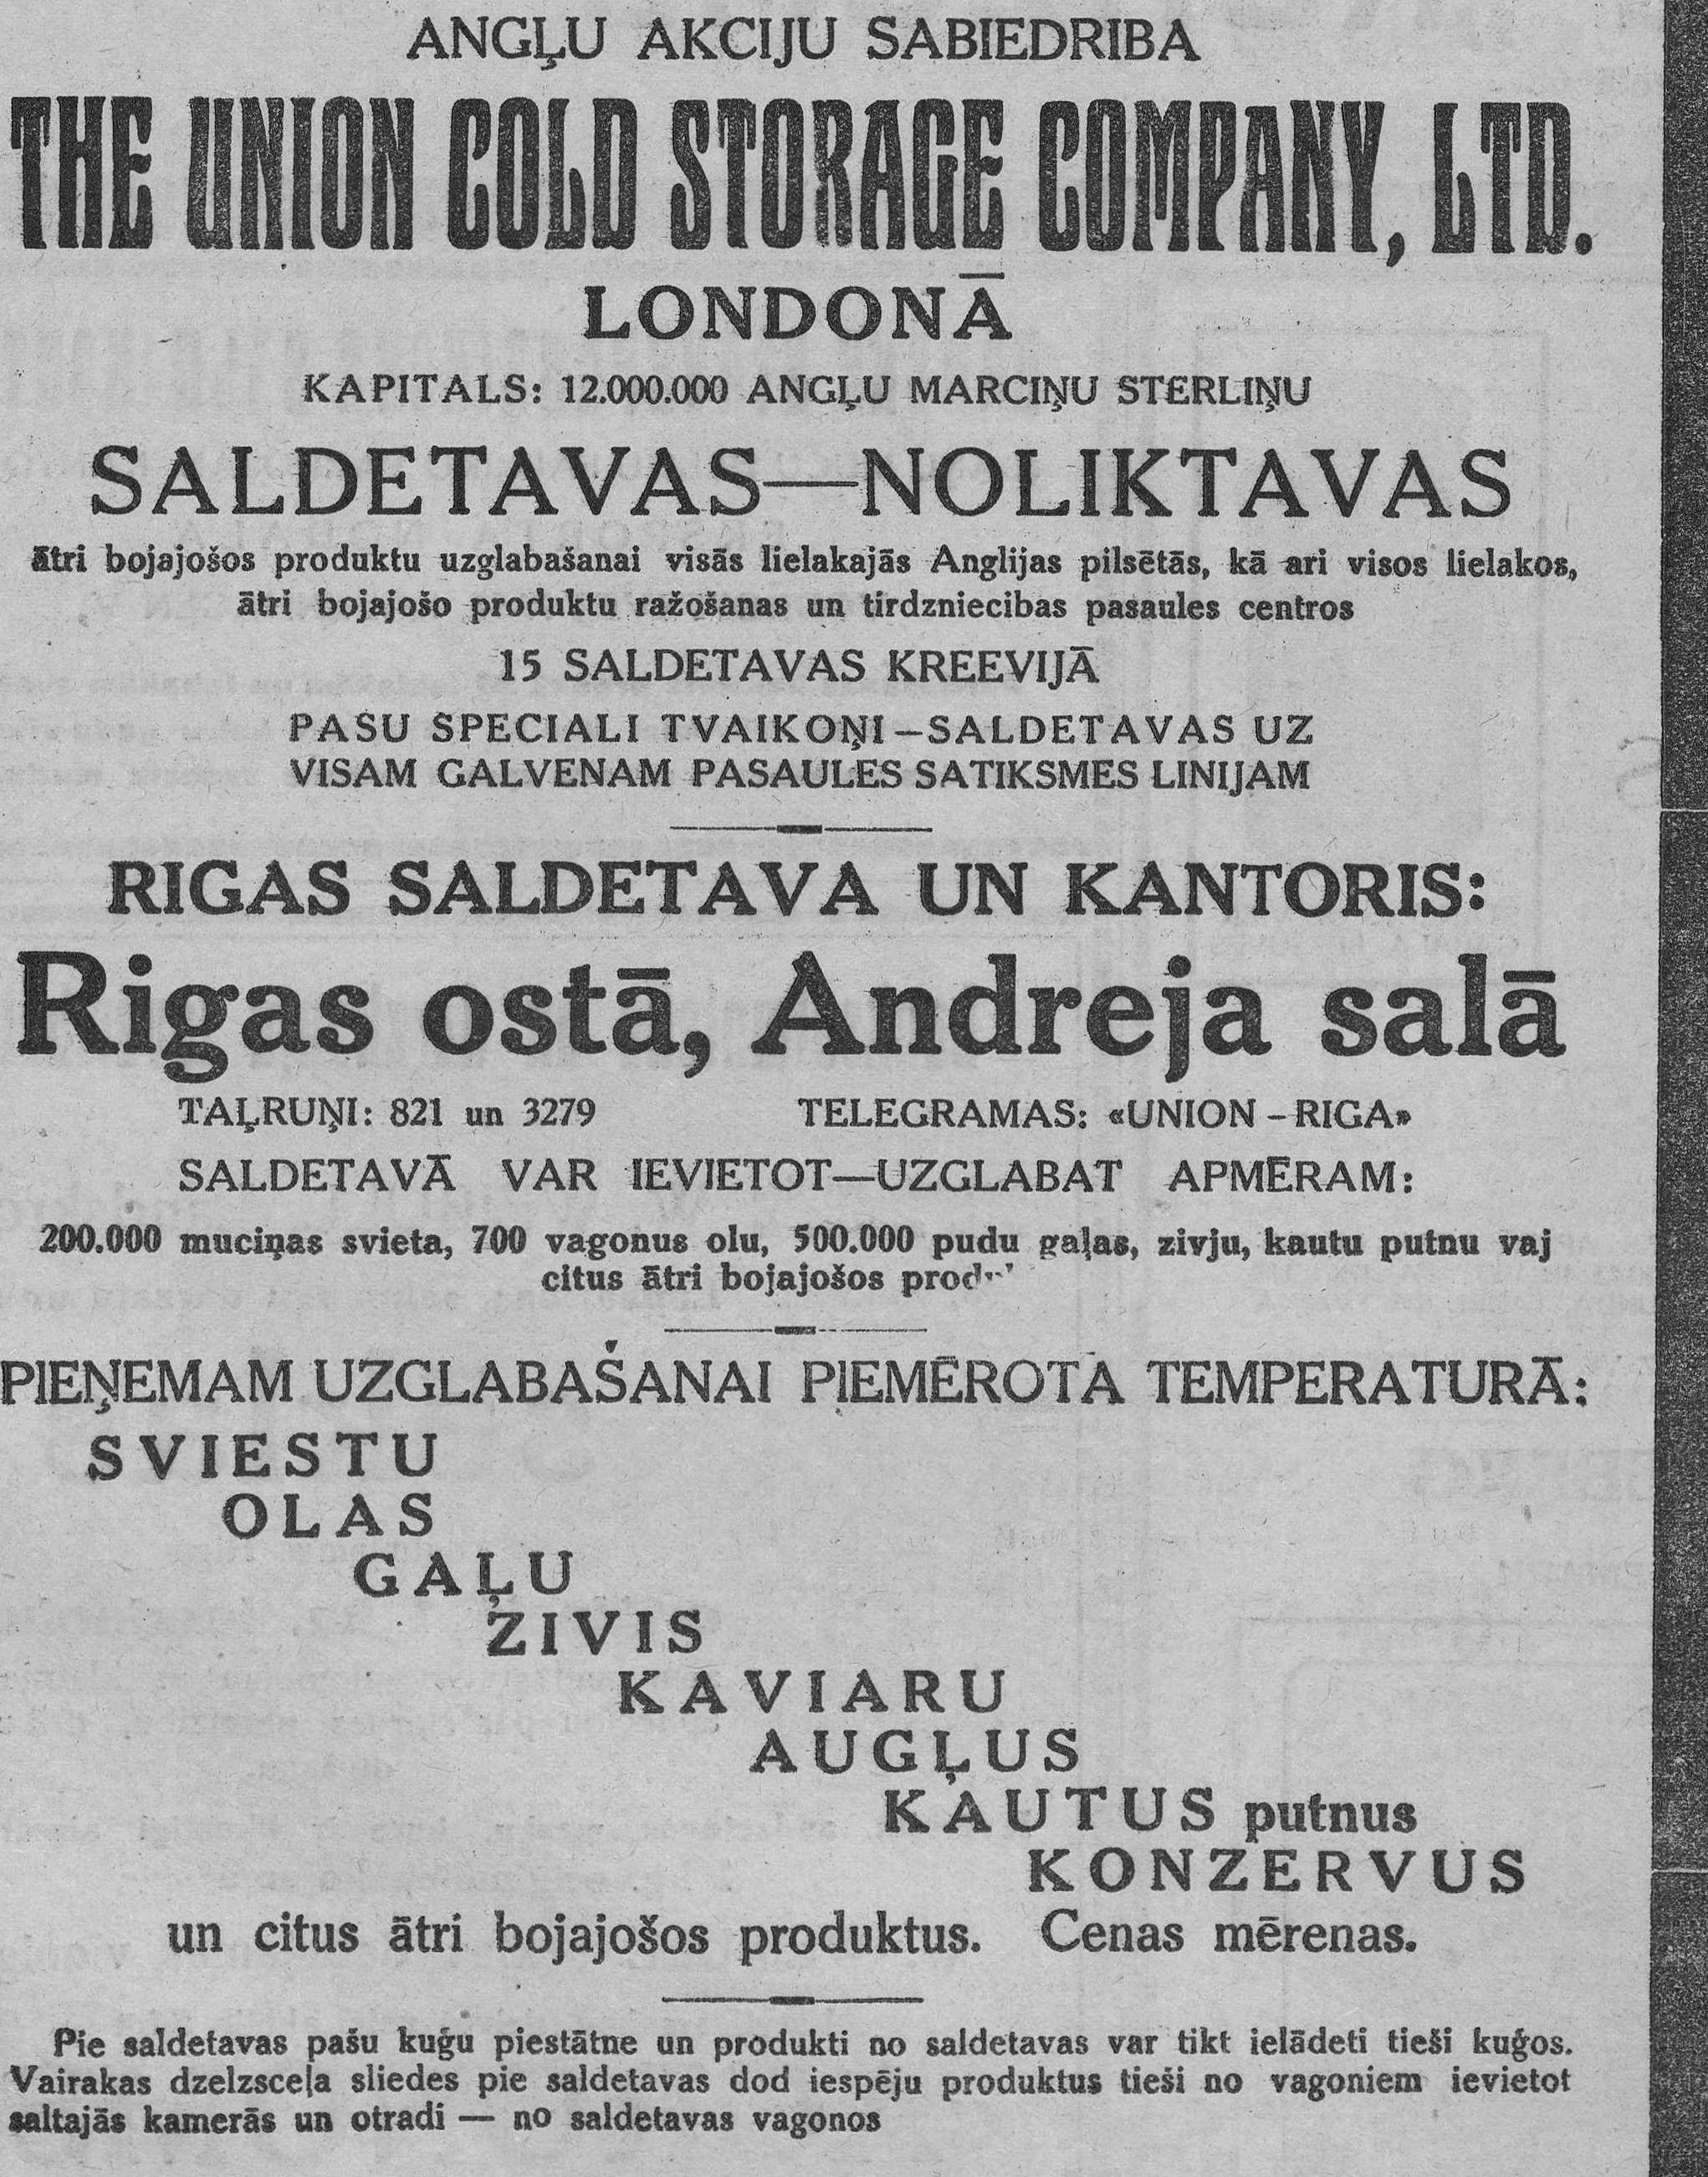 ANGĻU AKCIJU SABIEDRIBA
THE UNION COLD STORAGE COMPANY, LTD.
LONDONĀ
KAPITALS: 12.000.000 ANGĻU MARCIŅU STERLIŅU
SALDETAVAS—NOLIKTAVAS
ātri bojajošos produktu uzglabašanai visās lielakajās Anglijas pilsētās, kā ari visos lielakos,
ātri bojajošo produktu ražošanas un tirdzniecibas pasaules centros
15 SALDETAVAS KREEVIJĀ
PASU SPECIALI TVAIKOŅI–SALDETAVAS UZ
VISAM GALVENAM PASAULES SATIKSMES LINIJAM
RIGAS SALDETAVA UN KANTORIS:
Rigas ostā, Andreja salā
TAĻRUŅI: 821 un 3279 TELEGRAMAS: «UNION–RIGA»
SALDETAVĀ VAR IEVIETOT—UZGLABAT APMĒRAM:
200.000 muciņas svieta, 700 vagonus olu, 500.000 pudu gaļas, zivju, kautu putnu vaj
citus ātri bojajošos
PIEŅEMAM UZGLABAŠANAI PIEMĒROTA TEMPERATURĀ:
SVIESTU
OLAS
GAĻU
ZIVIS
KAVIARU
AUGĻUS
KAUTUS putnus
KONZERVUS
un citus ātri bojajošos produktus. Cenas mērenas.
Pie saldetavas pašu kuģu piestātne un produkti no saldetavas var tikt ielādeti tieši kuģos.
Vairakas dzelzsceļa sliedes pie saldetavas dod iespēju produktus tieši no vagoniem ievietot
saltajās kamerās un otradi — no saldetavas vagonos